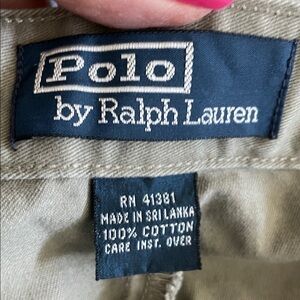 Polo
by Ralph Lauren
RN 41381
MADE IN SRI LANKA
100% COTTON
CARE INST. OVER